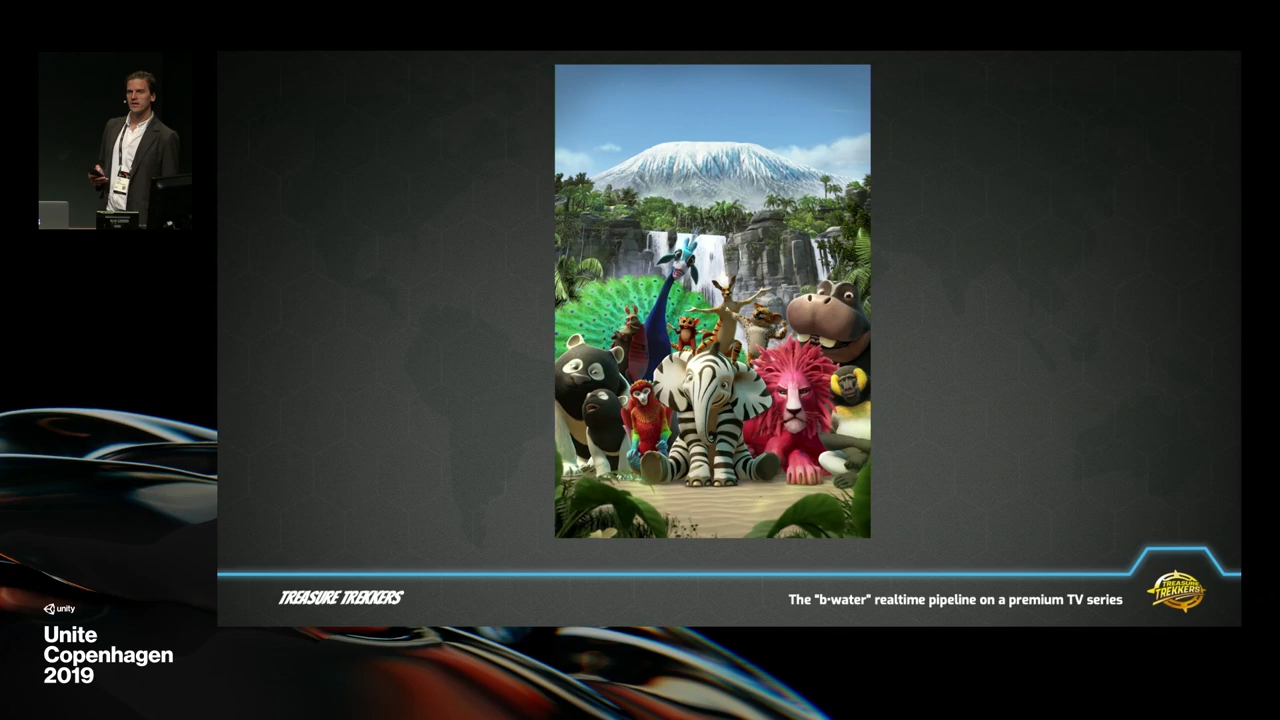 TREASURE TREKKERS
The "b•water" realtime pipeline on a premium TV series
TREASURE
TREKKERS
unity
Unite
Copenhagen
2019